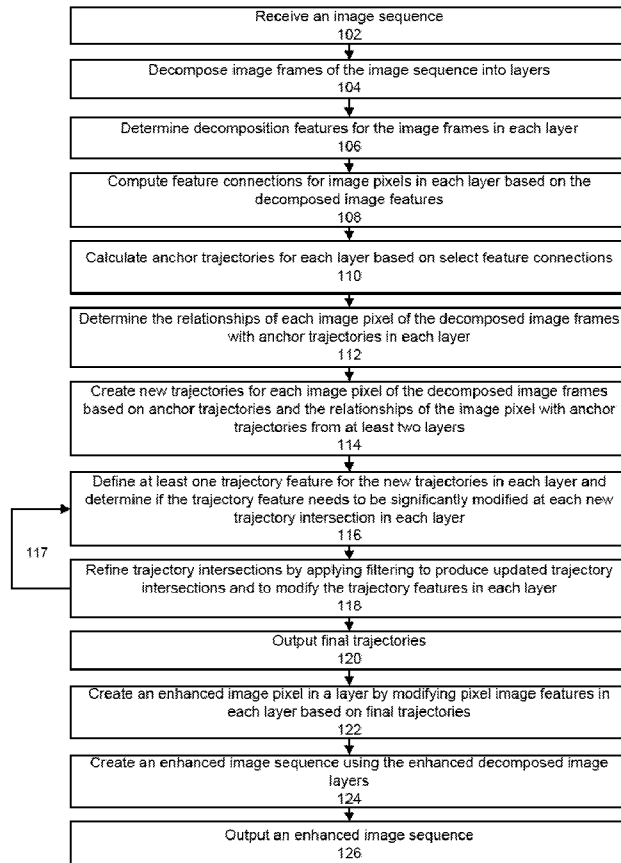 Receive an image sequence
102
Decompose image frames of the image sequence into layers
104
Determine decomposition features for the image frames in each layer
106
Compute feature connections for image pixels in each layer based on the
decomposed image features
108
Calculate anchor trajectories for each layer based on select feature connections
110
Determine the relationships of each image pixel of the decomposed image frames
with anchor trajectories in each layer
112
Create new trajectories for each image pixel of the decomposed image frames
based on anchor trajectories and the relationships of the image pixel with anchor
trajectories from at least two layers
114
Define at least one trajectory feature for the new trajectories in each layer and
determine if the trajectory feature needs to be significantly modified at each new
trajectory intersection in each layer
116
117
Refine trajectory intersections by applying filtering to produce updated trajectory
intersections and to modify the trajectory features in each layer
118
Output final trajectories
120
Create an enhanced image pixel in a layer by modifying pixel image features in
each layer based on final trajectories
122
Create an enhanced image sequence using the enhanced decomposed image
layers
124
Output an enhanced image sequence
126